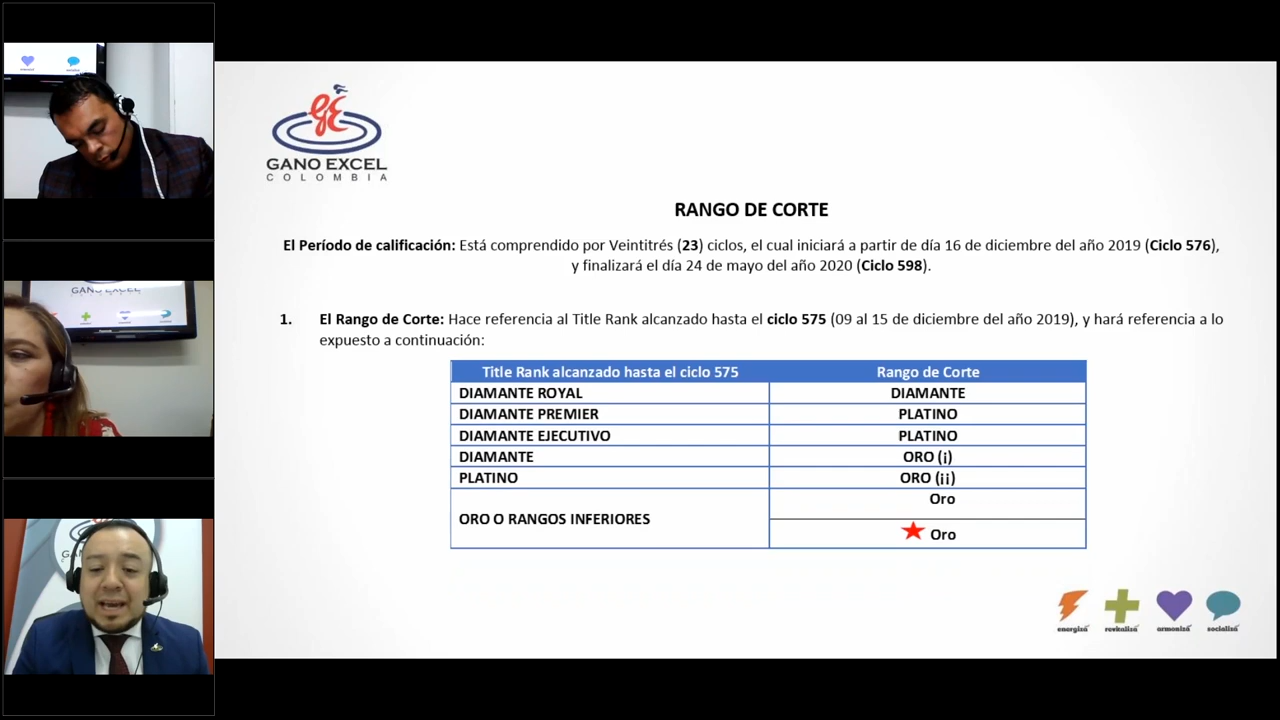 GANO EXCEL
COLOMBIA
RANGO DE CORTE
El Período de calificación: Está comprendido por Veintitrés (23) ciclos, el cual iniciará a partir de día 16 de diciembre del año 2019 (Ciclo 576),
y finalizará el día 24 de mayo del año 2020 (Ciclo 598).
1. El Rango de Corte: Hace referencia al Title Rank alcanzado hasta el ciclo 575 (09 al 15 de diciembre del año 2019), y hará referencia a lo
expuesto a continuación:
Title Rank alcanzado hasta el ciclo 575 Rango de Corte
DIAMANTE ROYAL DIAMANTE
DIAMANTE PREMIER PLATINO
DIAMANTE EJECUTIVO PLATINO
DIAMANTE ORO (¡)
PLATINO ORO (¡¡)
ORO O RANGOS INFERIORES
Oro
Oro
energiza revitaliza armoniza socializa